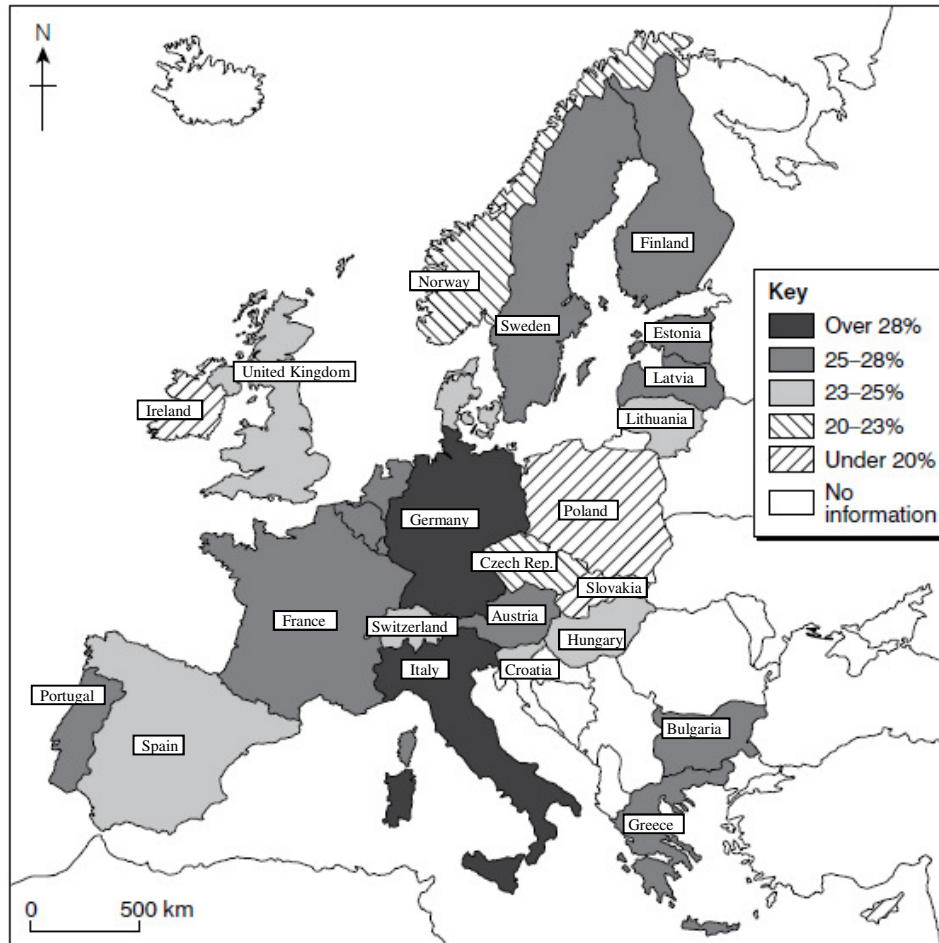 N
Finland
Norway
Sweden
Estonia
Latvia
Lithuania
United Kingdom
Ireland
Germany
Poland
Czech Rep.
Slovakia
France
Switzerland
Austria
Hungary
Italy
Croatia
Portugal
Spain
Bulgaria
Greece
Key
Over 28%
25–28%
23–25%
20–23%
Under 20%
No
information
0 500 km